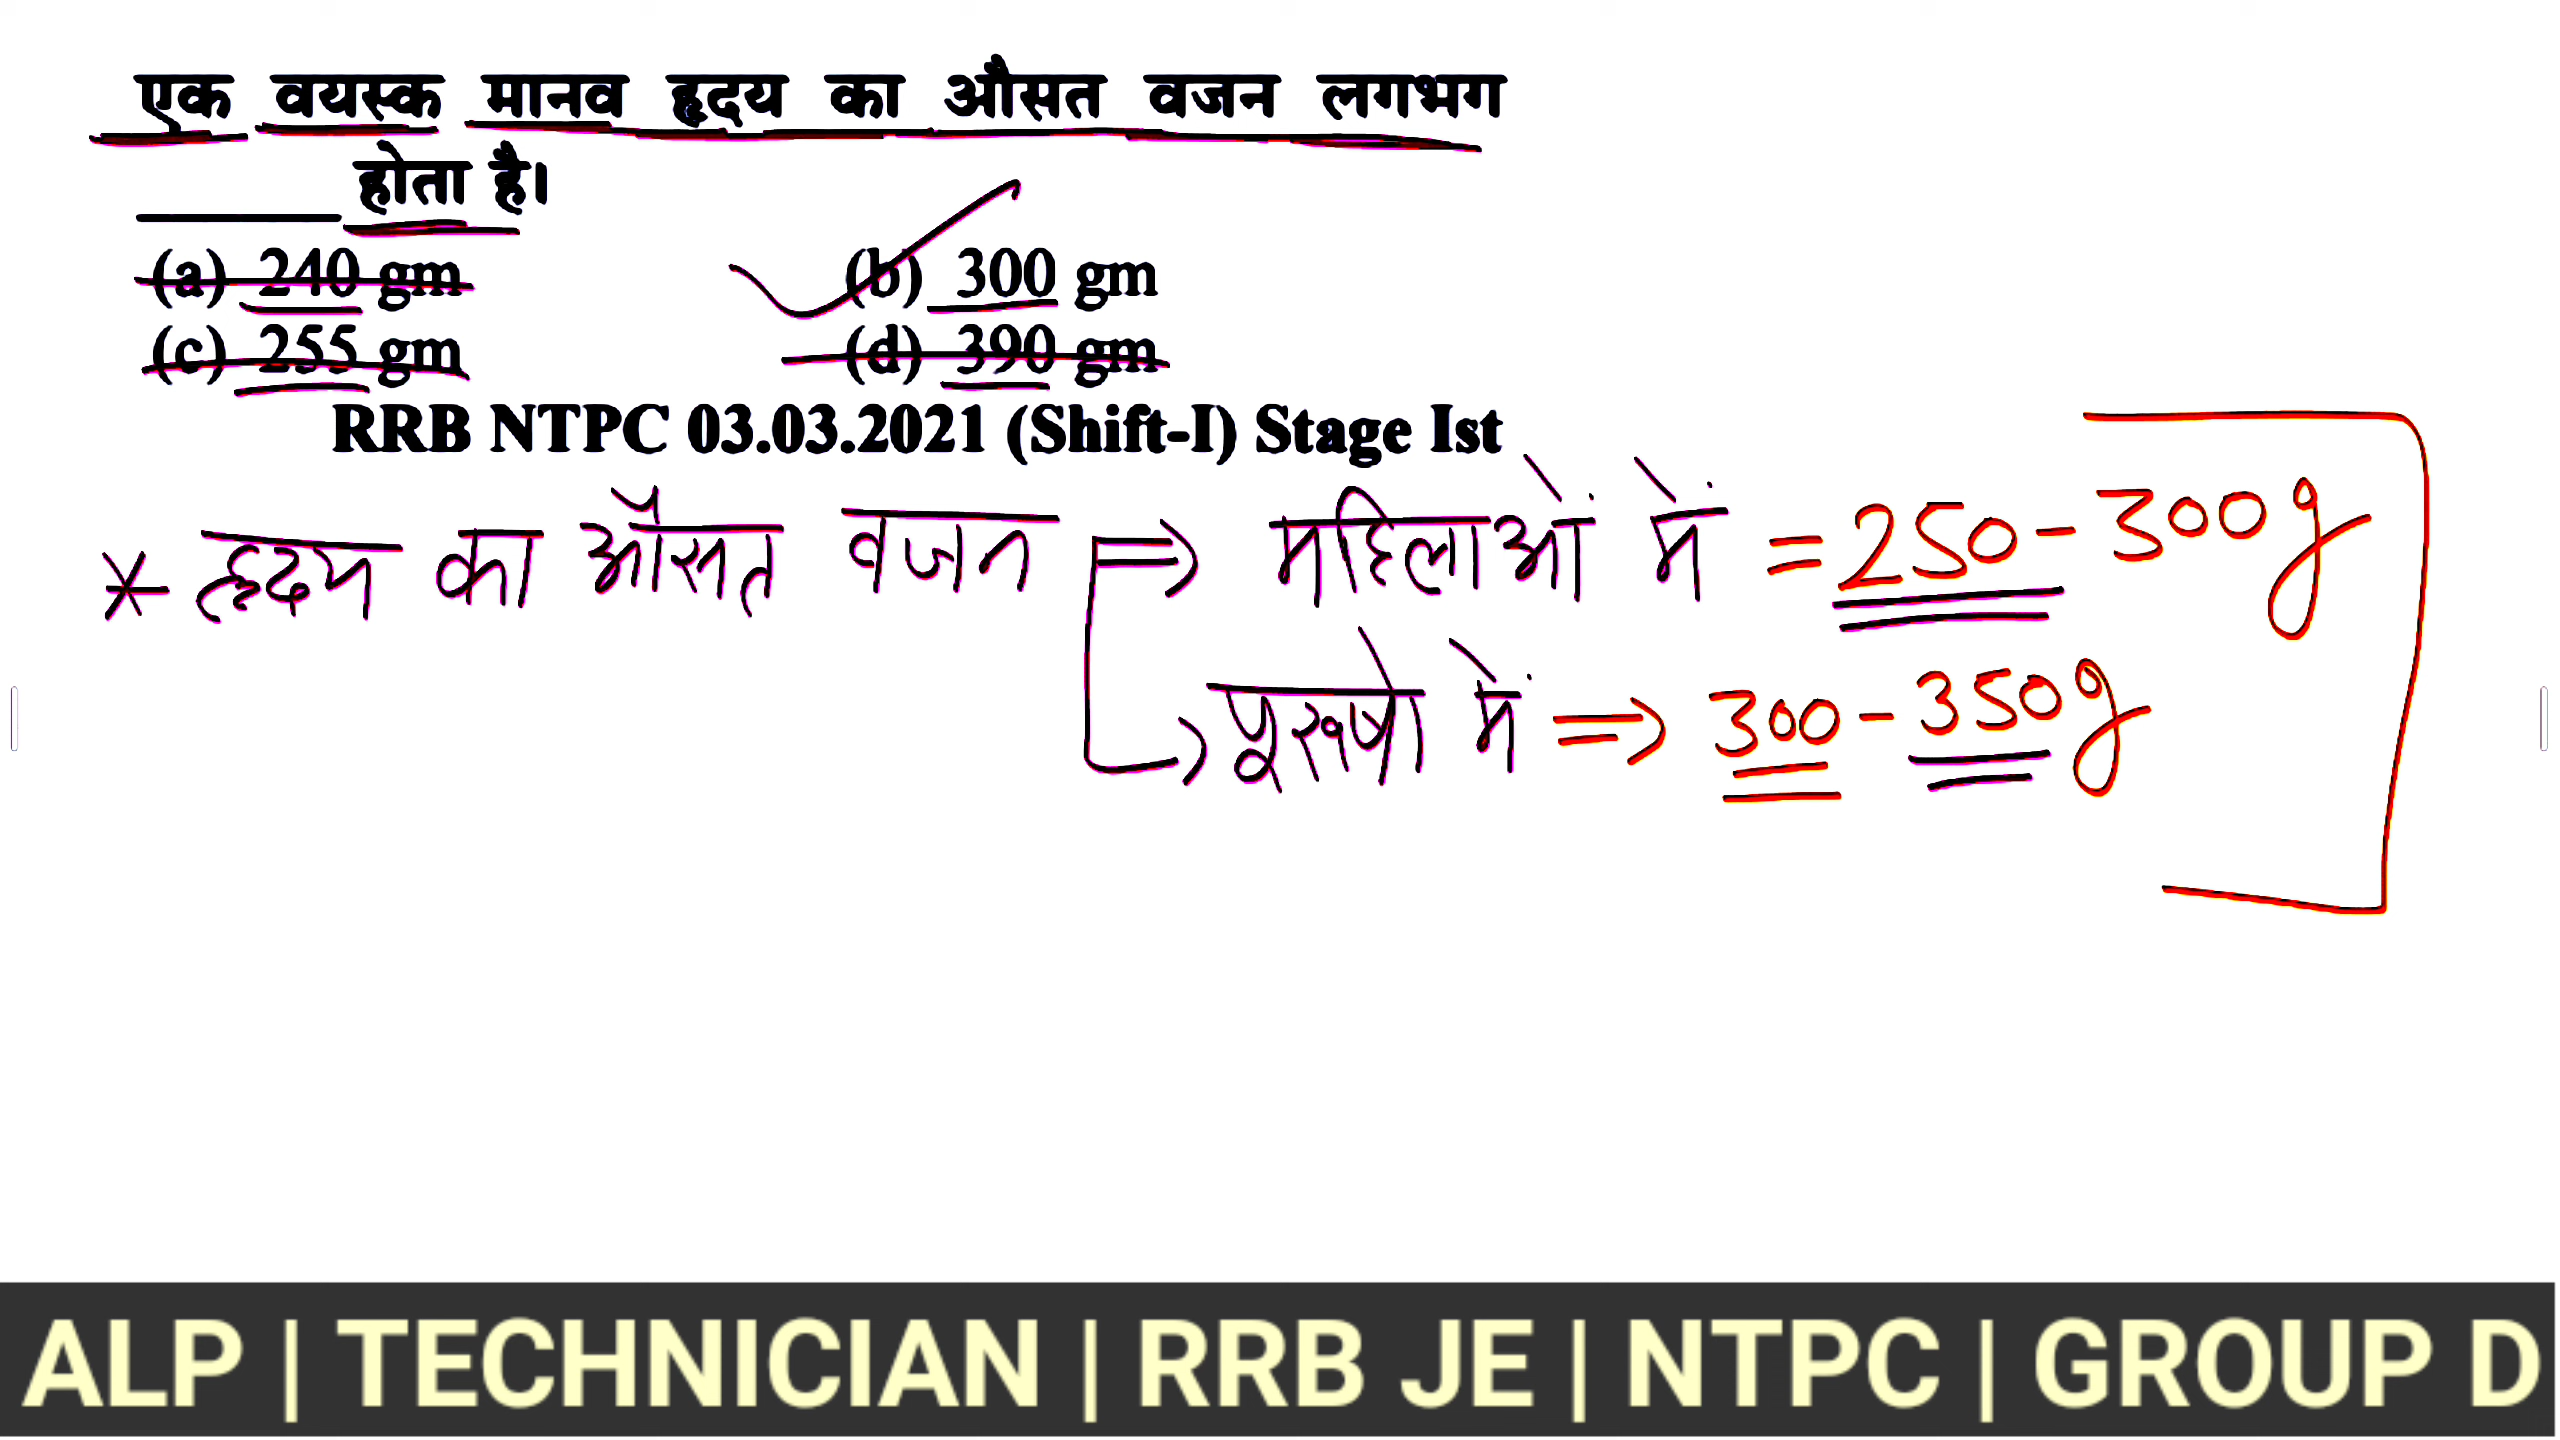 एक वयस्क मानव हृदय का औसत वजन लगभग
________ होता है।
(a) 240 gm (b) 300 gm
(c) 255 gm (d) 390 gm
RRB NTPC 03.03.2021 (Shift-I) Stage Ist
* हृदय का औसत वजन ⇒ महिलाओं में = 250 - 300g
→ पूरूषो में ⇒ 300 - 350g
ALP | TECHNICIAN | RRB JE | NTPC | GROUP D